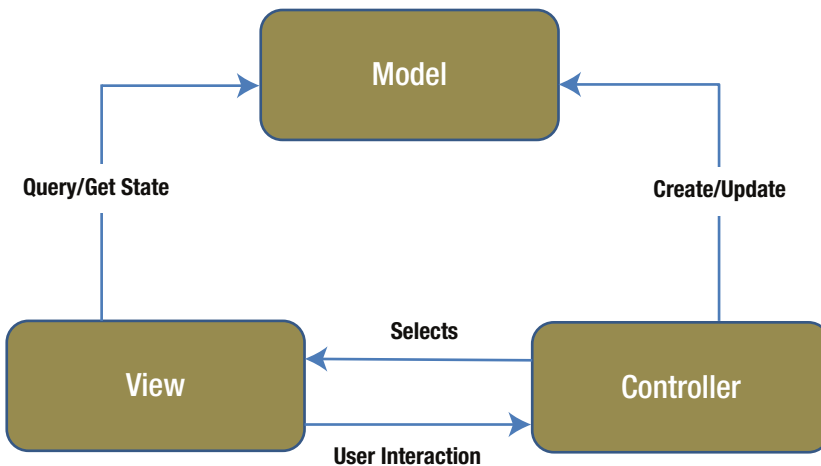 Model
Query/Get State
Create/Update
Selects
View
Controller
User Interaction